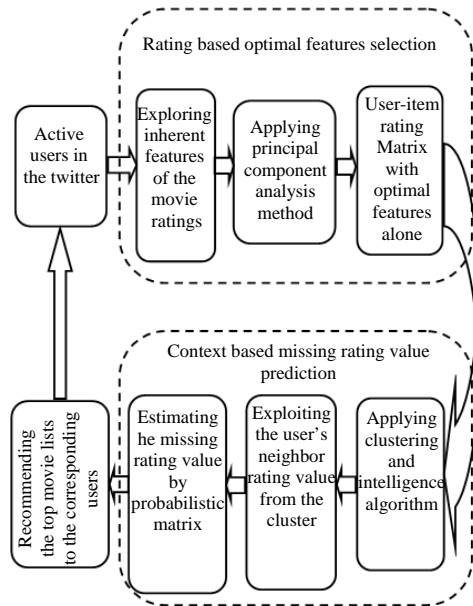 Rating based optimal features selection
Active
users in
the twitter
Exploring
inherent
features
of the
movie
ratings
Applying
principal
component
analysis
method
User-item
rating
Matrix
with
optimal
features
alone
Context based missing rating value
prediction
Applying
clustering
and
intelligence
algorithm
Exploiting
the user's
neighbor
rating value
from the
cluster
Estimating
he missing
rating value
by
probabilistic
matrix
Recommending
the top movie lists
to the corresponding
users